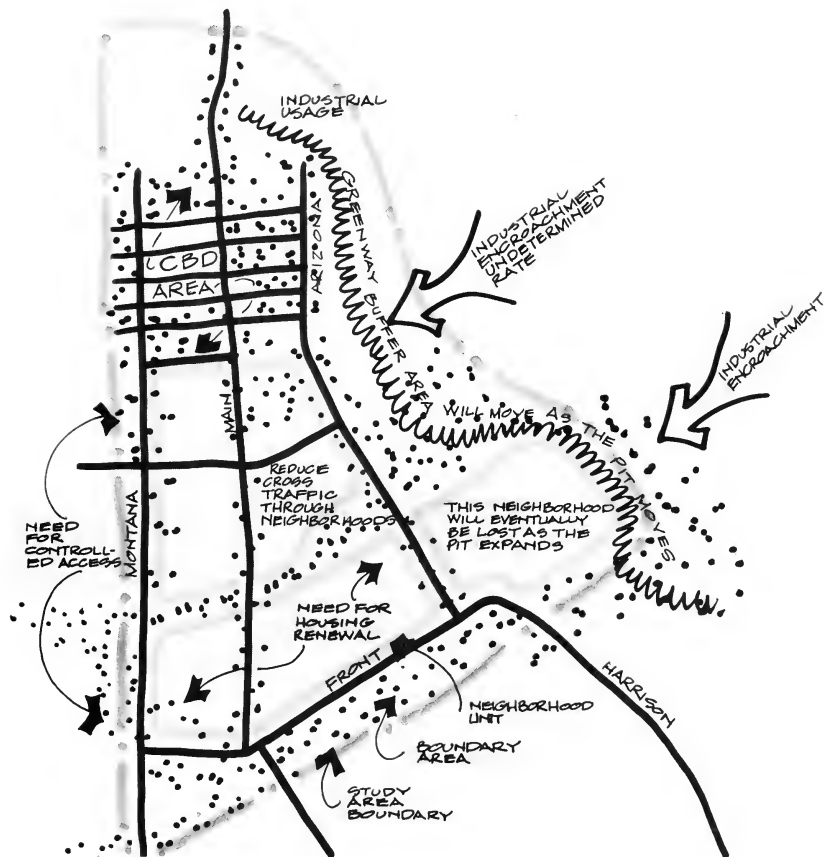 INDUSTRIAL
USAGE
GREENWAY BUFFER AREA WILL MOVE AS THE PIT MOVES
INDUSTRIAL
ENCROACHMENT
UNDETERMINED
RATE
INDUSTRIAL
ENCROACHMENT
ARIZONA
CBD
AREA
MAIN
MONTANA
REDUCE
CROSS
TRAFFIC
THROUGH
NEIGHBORHOODS
THIS NEIGHBORHOOD
WILL EVENTUALLY
BE LOST AS THE
PIT EXPANDS
NEED
FOR
CONTROLL-
ED ACCESS
NEED FOR
HOUSING
RENEWAL
FRONT
HARRISON
NEIGHBORHOOD
UNIT
BOUNDARY
AREA
STUDY
AREA
BOUNDARY